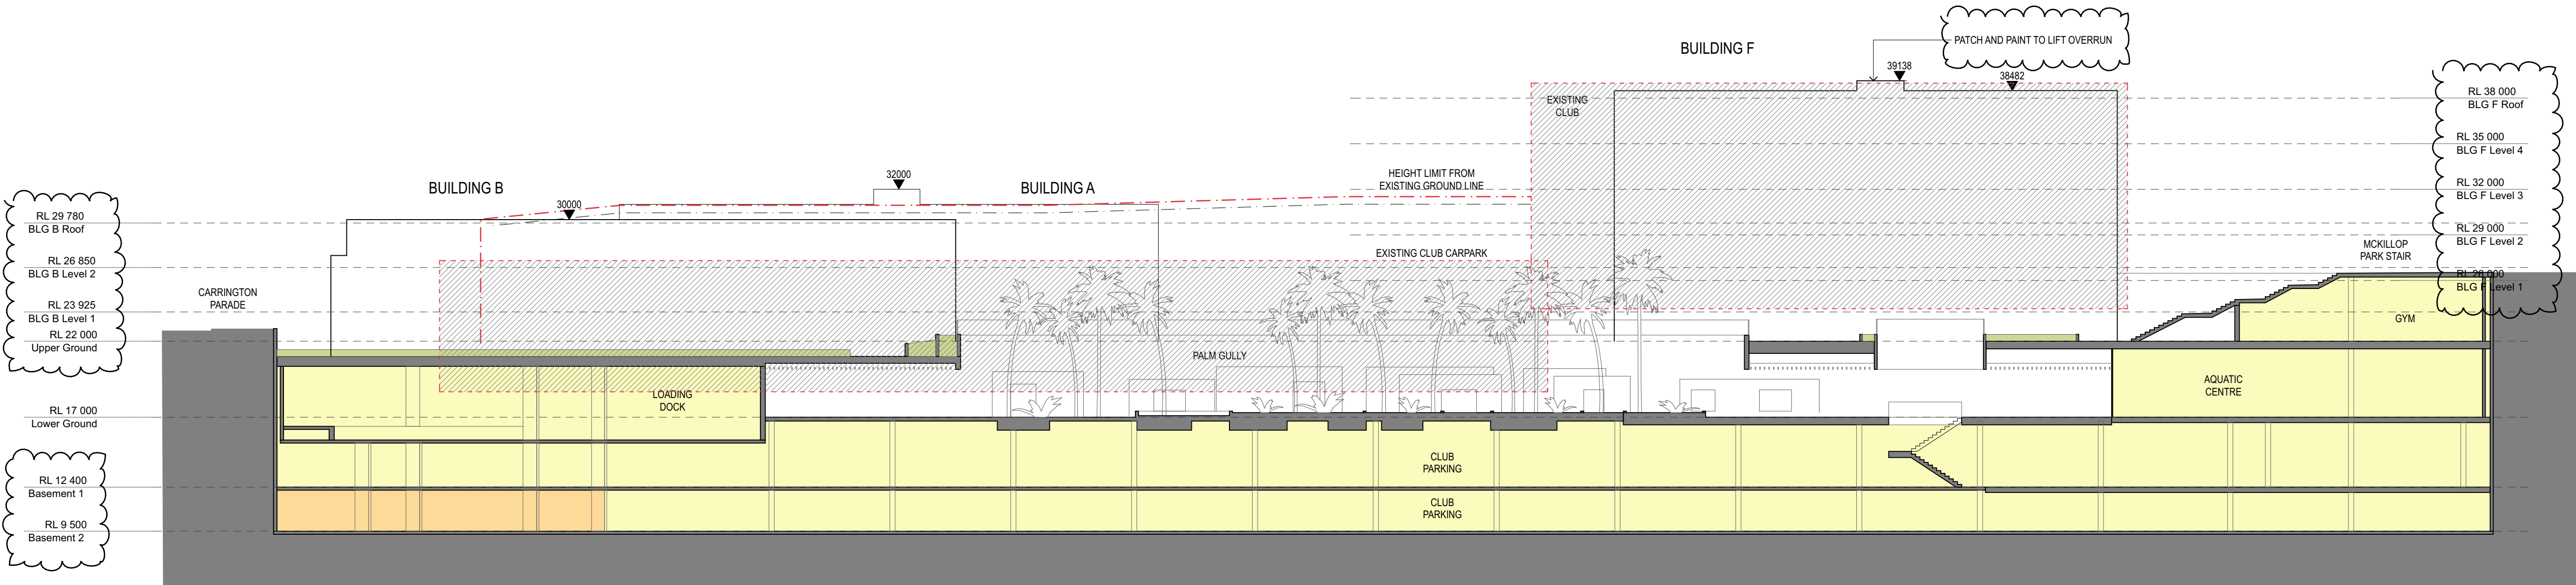 BUILDING F
PATCH AND PAINT TO LIFT OVERRUN
39138
38482
EXISTING
CLUB
RL 38 000
BLG F Roof
RL 35 000
BLG F Level 4
HEIGHT LIMIT FROM
EXISTING GROUND LINE
RL 32 000
BLG F Level 3
BUILDING B
32000
BUILDING A
30000
RL 29 780
BLG B Roof
RL 29 000
BLG F Level 2
EXISTING CLUB CARPARK
MCKILLOP
PARK STAIR
RL 26 850
BLG B Level 2
RL 26 000
BLG F Level 1
CARRINGTON
PARADE
RL 23 925
BLG B Level 1
GYM
RL 22 000
Upper Ground
PALM GULLY
LOADING
DOCK
AQUATIC
CENTRE
RL 17 000
Lower Ground
CLUB
PARKING
RL 12 400
Basement 1
CLUB
PARKING
RL 9 500
Basement 2